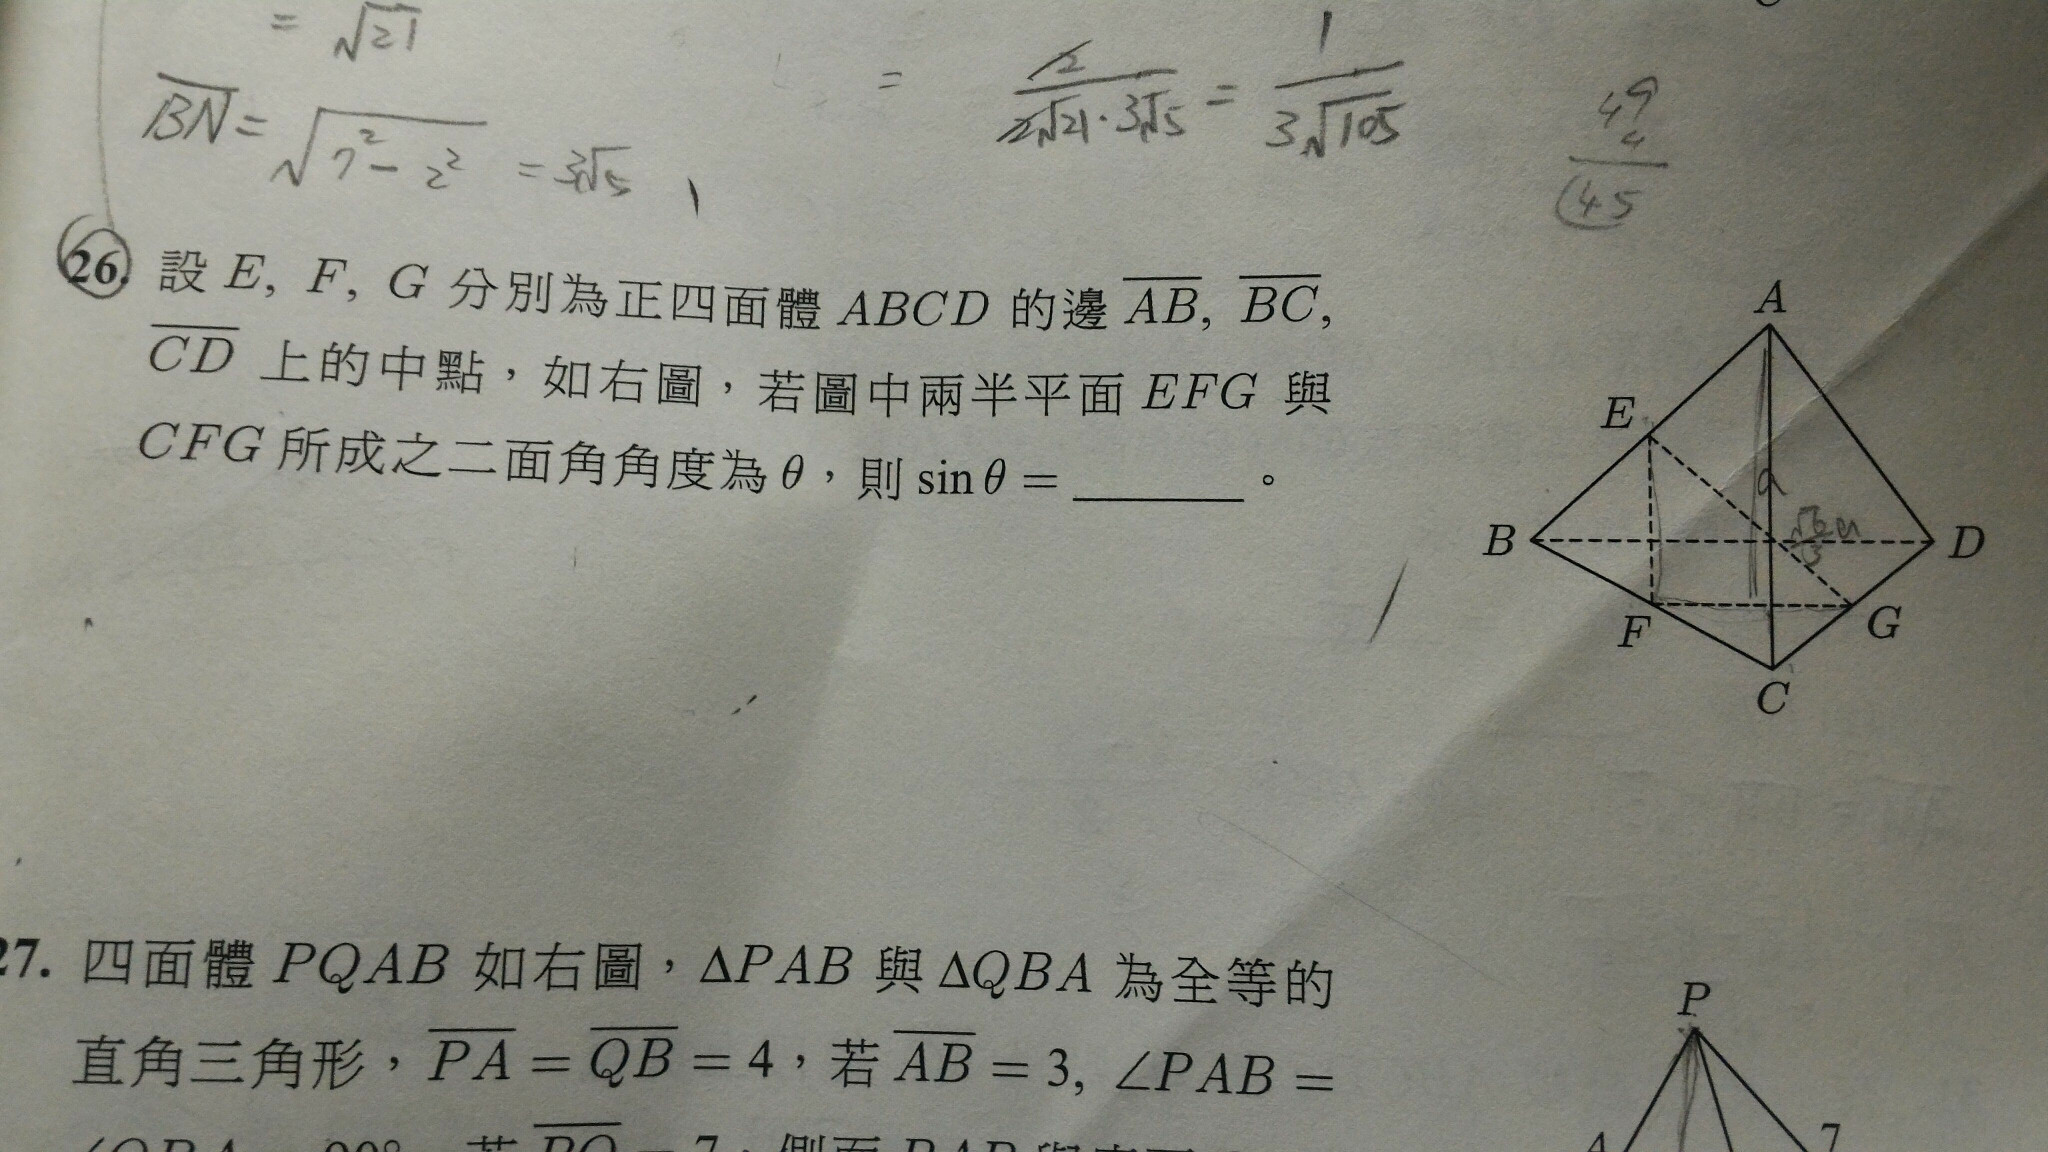 = √21
BN = √(7² - 2²) = 3√5
= 2/(2√21·3√5) = 1/(3√105)
49
4
45
26. 設 E, F, G 分別為正四面體 ABCD 的邊 AB, BC,
CD 上的中點，如右圖，若圖中兩半平面 EFG 與
CFG 所成之二面角角度為 θ，則 sin θ = ______。
A
E
a
B
D
F
G
C
27. 四面體 PQAB 如右圖，ΔPAB 與 ΔQBA 為全等的
直角三角形，PA = QB = 4，若 AB = 3, ∠PAB =
P
7
A